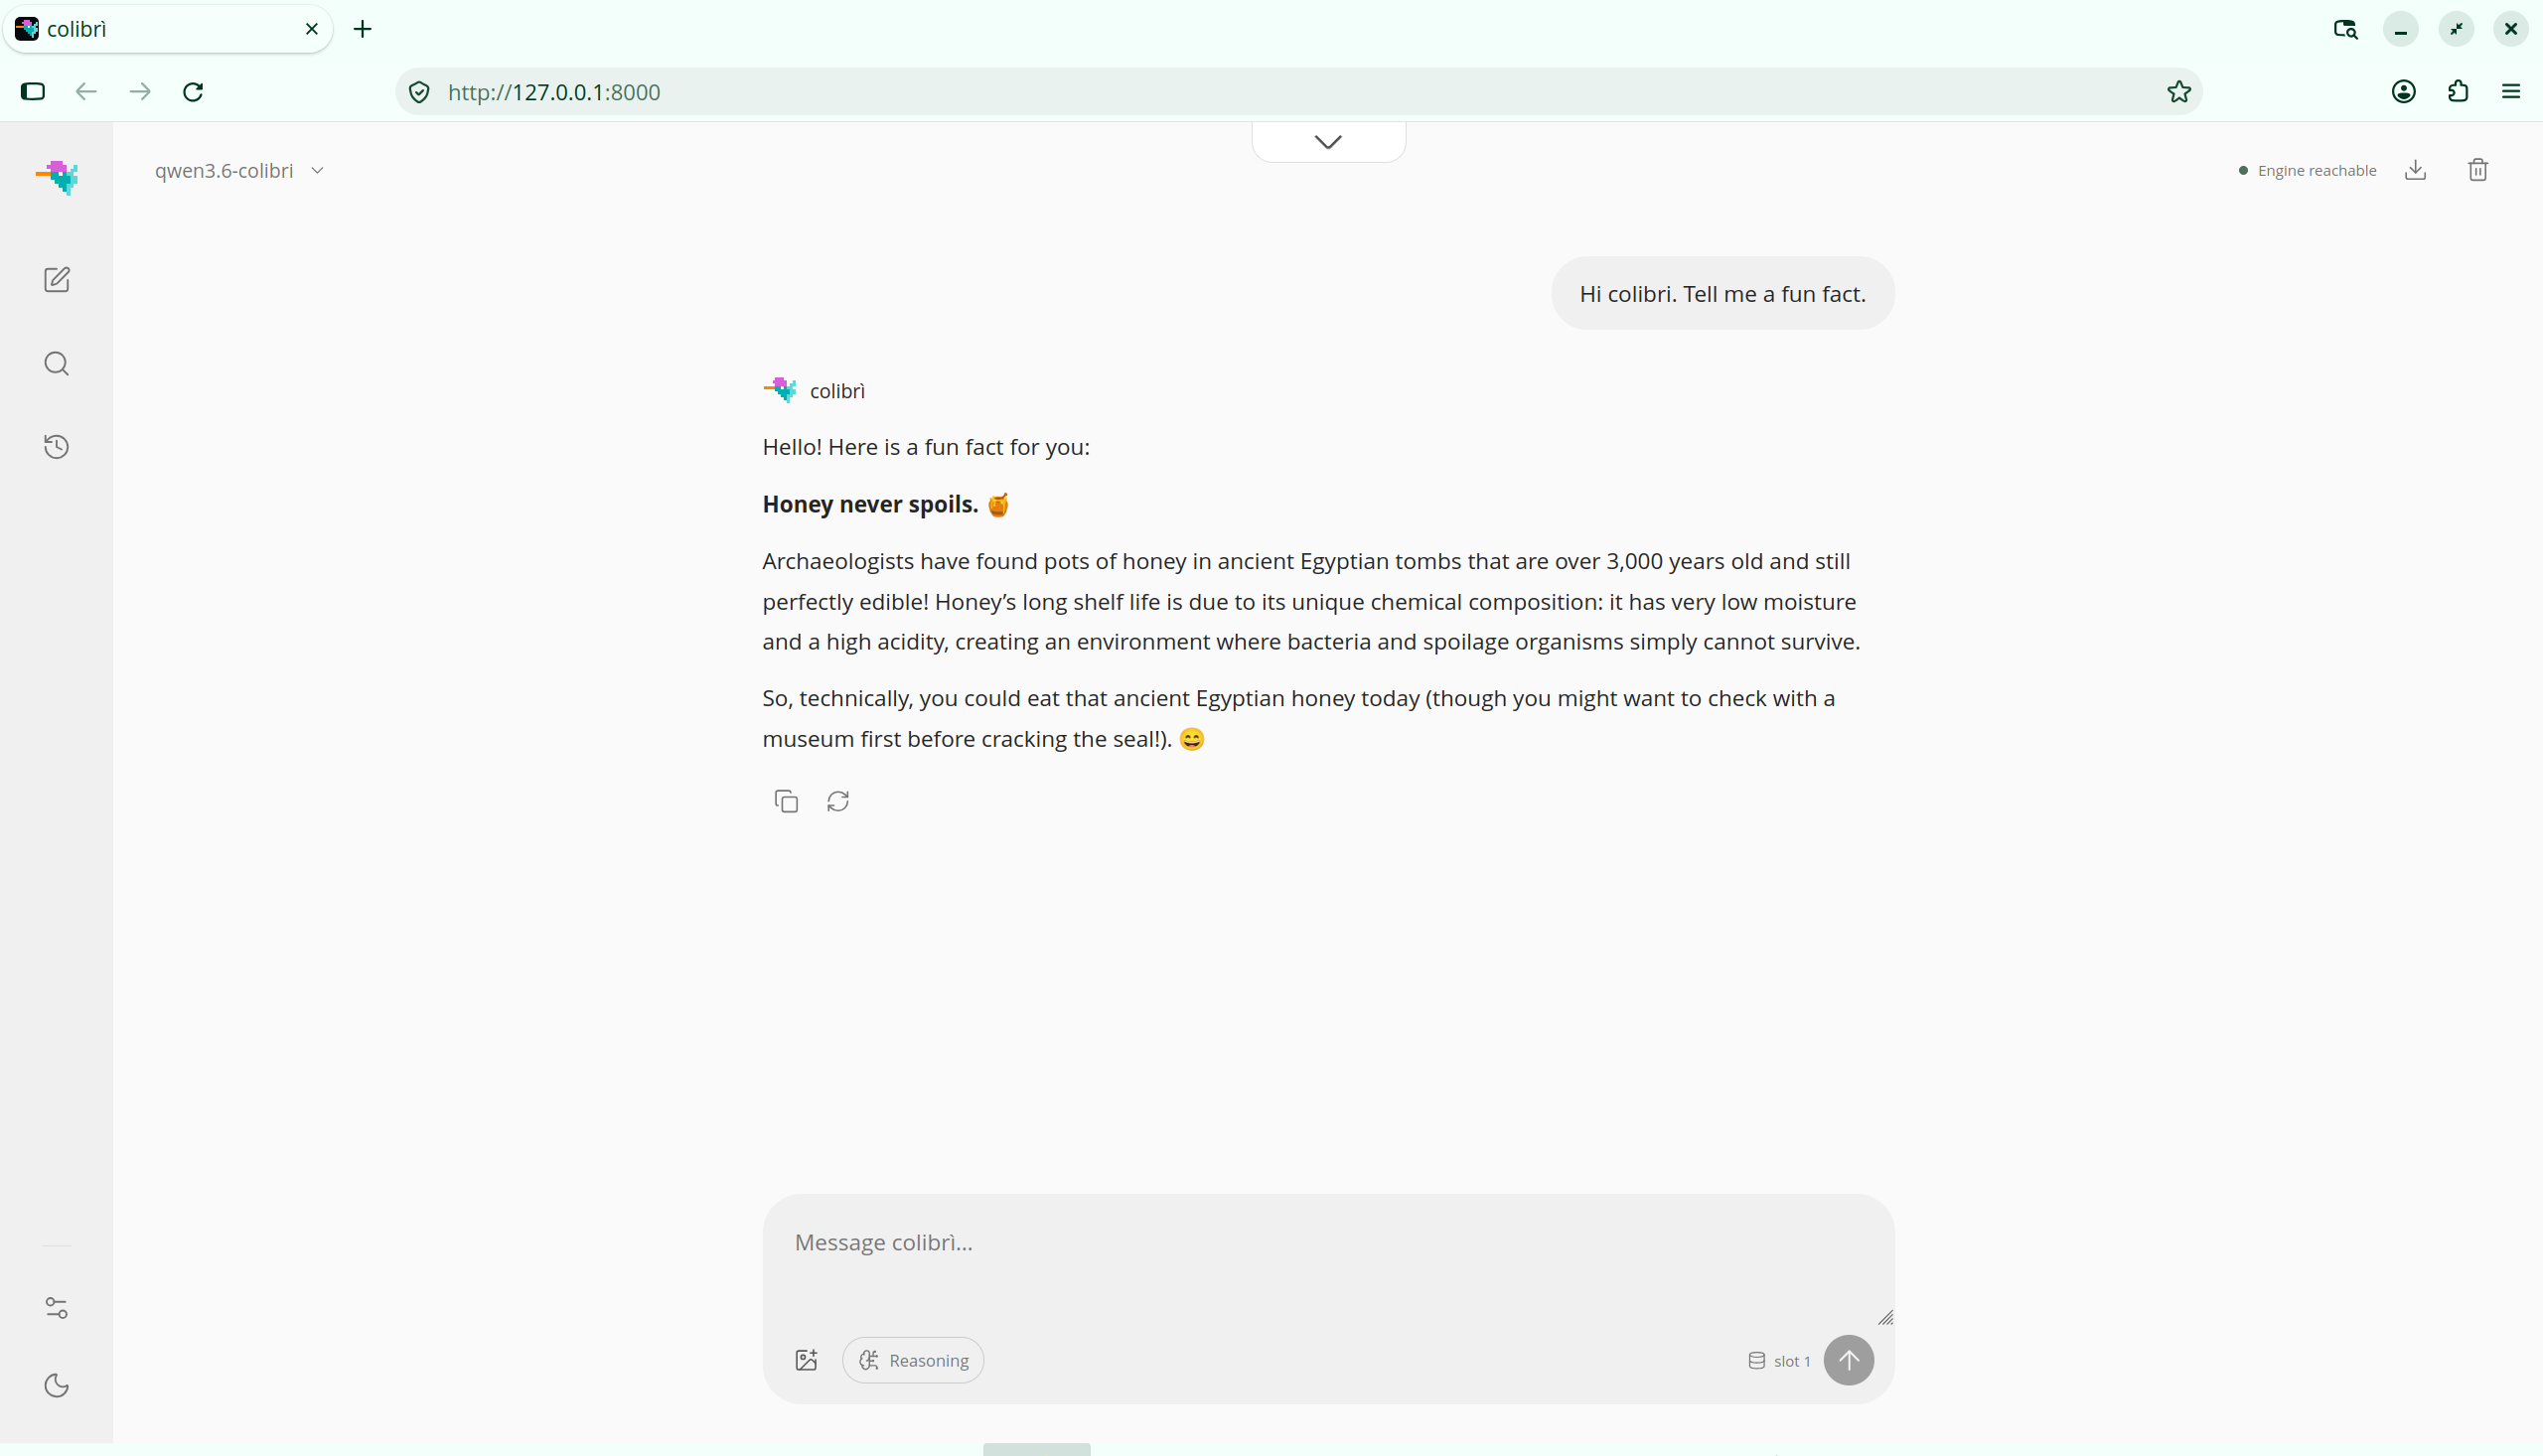 colibrì
http://127.0.0.1:8000
qwen3.6-colibri
Engine reachable
Hi colibri. Tell me a fun fact.
colibrì
Hello! Here is a fun fact for you:
Honey never spoils. 🍯
Archaeologists have found pots of honey in ancient Egyptian tombs that are over 3,000 years old and still
perfectly edible! Honey’s long shelf life is due to its unique chemical composition: it has very low moisture
and a high acidity, creating an environment where bacteria and spoilage organisms simply cannot survive.
So, technically, you could eat that ancient Egyptian honey today (though you might want to check with a
museum first before cracking the seal!). 😄
Message colibrì...
Reasoning
slot 1